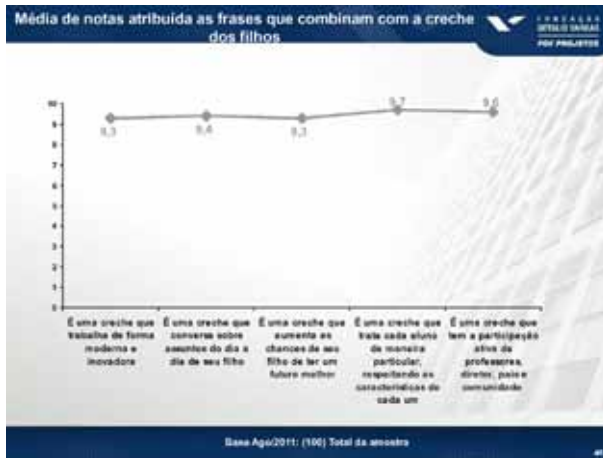 Média de notas atribuída as frases que combinam com a creche
dos filhos
FUNDAÇÃO
GETULIO VARGAS
FGV PROJETOS
10
9
8
7
6
5
4
3
2
1
0
9,3
9,4
9,3
9,7
9,6
É uma creche que
trabalha de forma
moderna e
inovadora
É uma creche que
conversa sobre
assuntos do dia a
dia de seu filho
É uma creche que
aumenta as
chances de seu
filho de ter um
futuro melhor
É uma creche que
trata cada aluno
de maneira
particular,
respeitando as
características de
cada um
É uma creche que
tem a participação
ativa de
professores,
diretor, pais e
comunidade
Base Ago/2011: (100) Total da amostra